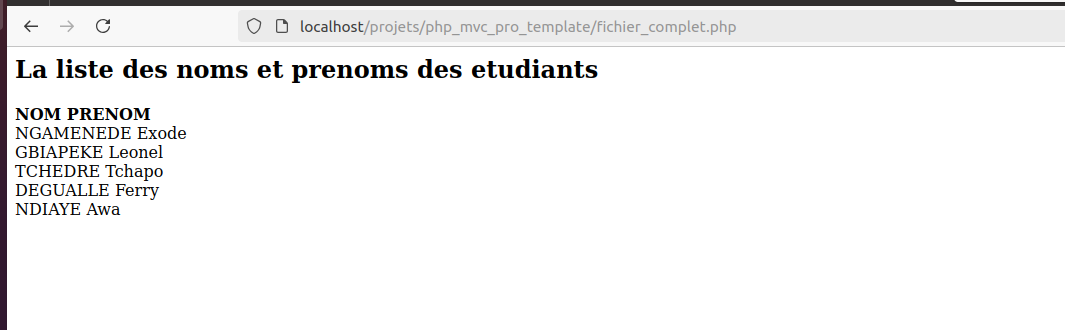 localhost/projets/php_mvc_pro_template/fichier_complet.php
La liste des noms et prenoms des etudiants
NOM PRENOM
NGAMENEDE Exode
GBIAPEKE Leonel
TCHEDRE Tchapo
DEGUALLE Ferry
NDIAYE Awa